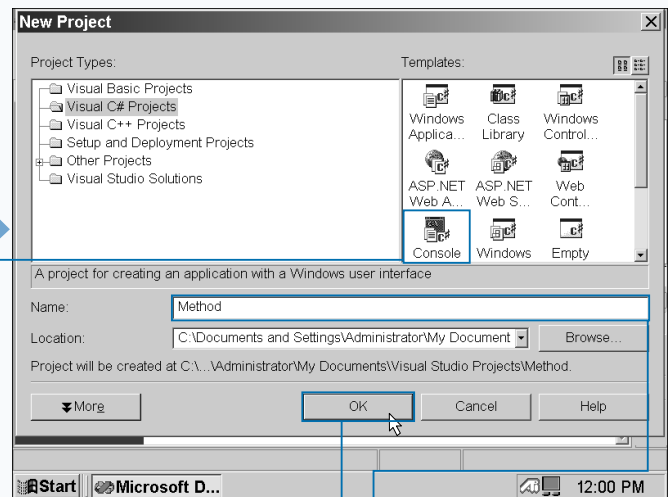 New Project
Project Types:
Templates:
Visual Basic Projects
Visual C# Projects
Visual C++ Projects
Setup and Deployment Projects
Other Projects
Visual Studio Solutions
Windows Applica...
Class Library
Windows Control...
ASP.NET Web A...
ASP.NET Web S...
Web Cont...
Console
Windows
Empty
A project for creating an application with a Windows user interface
Name:
Method
Location:
C:\Documents and Settings\Administrator\My Document
Browse...
Project will be created at C:\...\Administrator\My Documents\Visual Studio Projects\Method.
More
OK
Cancel
Help
Start
Microsoft D...
12:00 PM